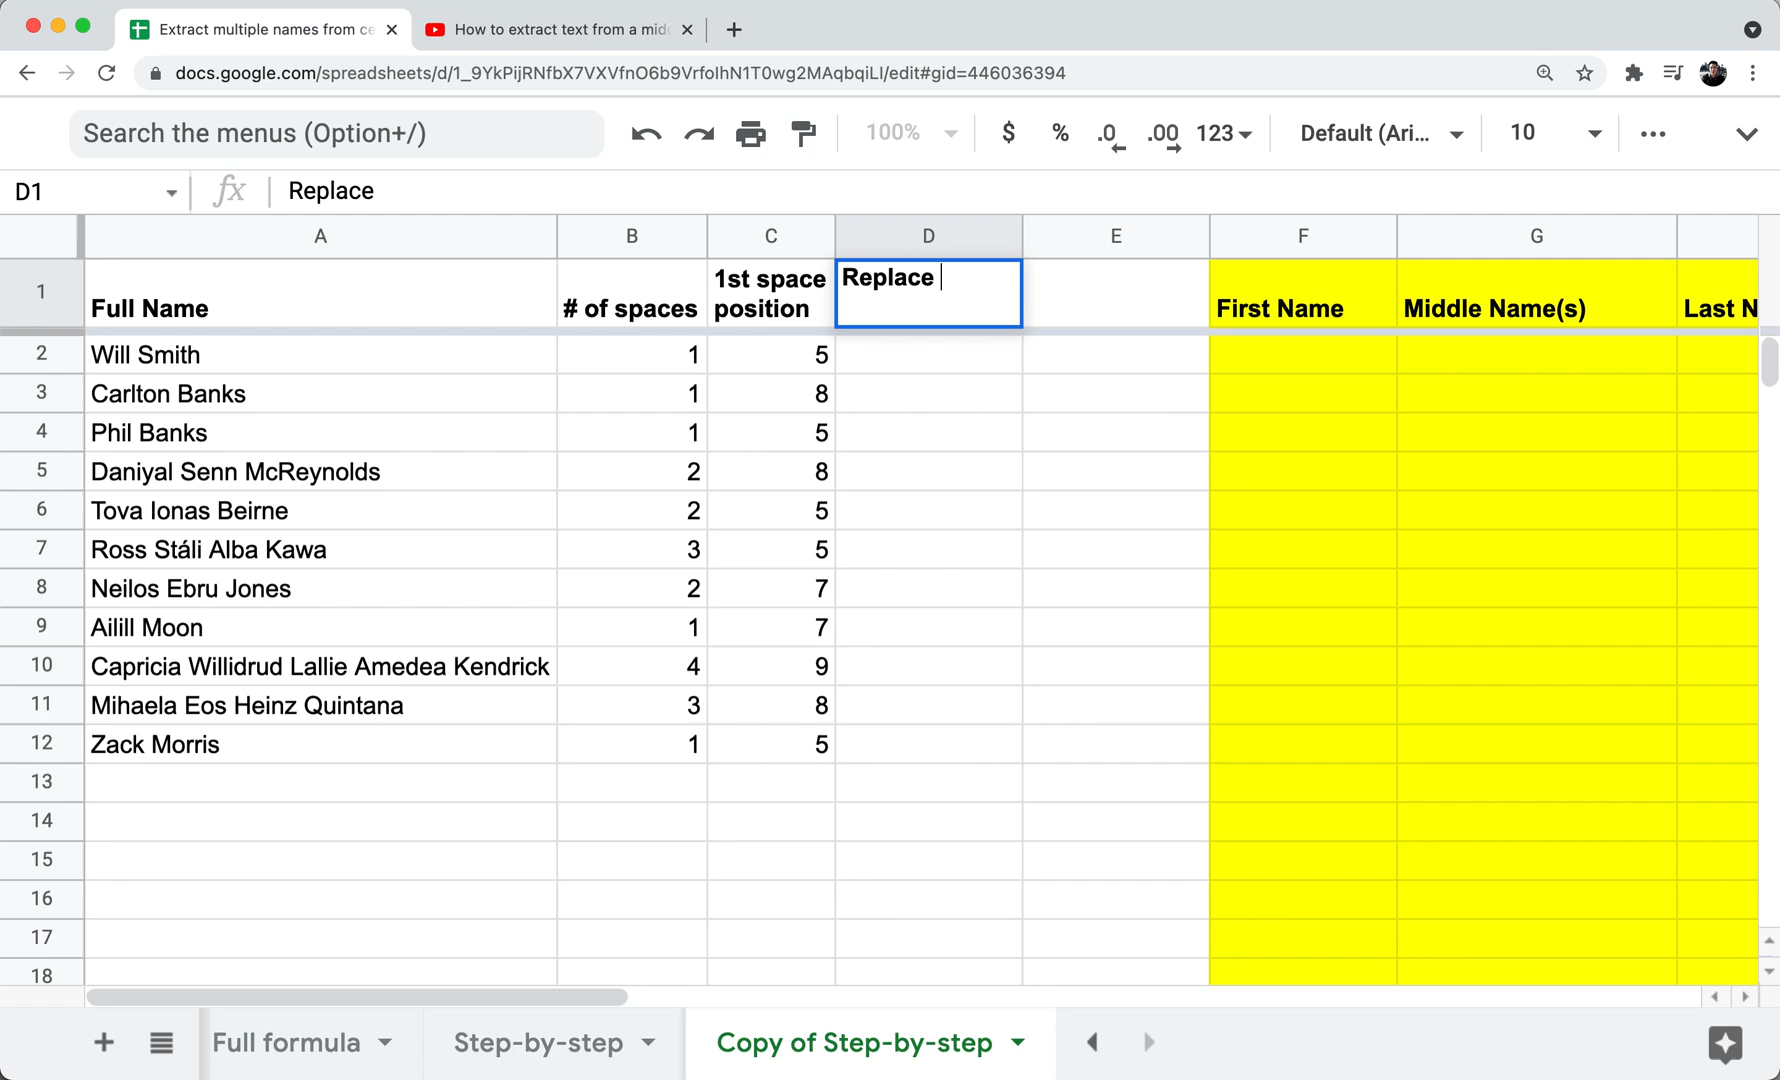 Extract multiple names from ce
How to extract text from a mid
docs.google.com/spreadsheets/d/1_9YkPijRNfbX7VXVfnO6b9VrfoIhN1T0wg2MAqbqiLI/edit#gid=446036394
Search the menus (Option+/) 100% $ % .0 .00 123 Default (Ari... 10
D1 fx Replace
A B C D E F G
1 Full Name # of spaces 1st space position Replace First Name Middle Name(s) Last N
2 Will Smith 1 5
3 Carlton Banks 1 8
4 Phil Banks 1 5
5 Daniyal Senn McReynolds 2 8
6 Tova Ionas Beirne 2 5
7 Ross Stáli Alba Kawa 3 5
8 Neilos Ebru Jones 2 7
9 Ailill Moon 1 7
10 Capricia Willidrud Lallie Amedea Kendrick 4 9
11 Mihaela Eos Heinz Quintana 3 8
12 Zack Morris 1 5
13
14
15
16
17
18
Full formula Step-by-step Copy of Step-by-step